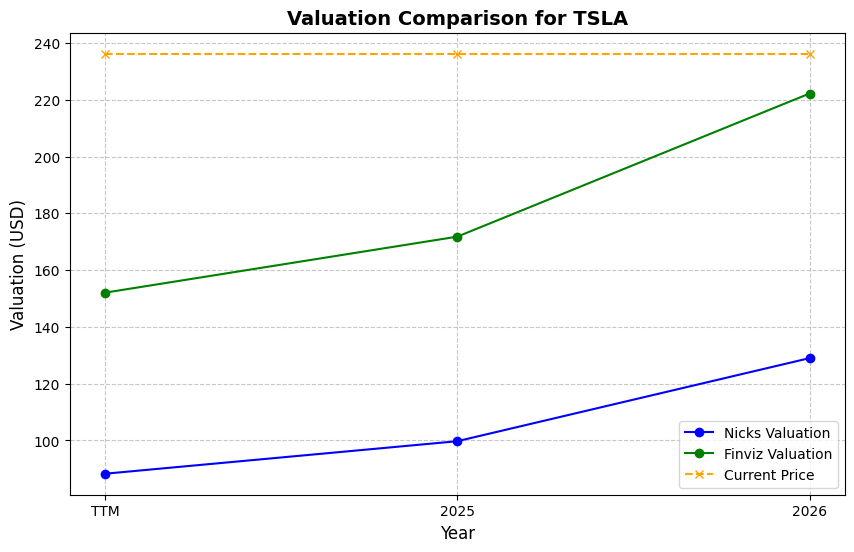 Valuation Comparison for TSLA
240
220
200
180
160
140
120
100
Valuation (USD)
TTM
2025
2026
Year
Nicks Valuation
Finviz Valuation
Current Price